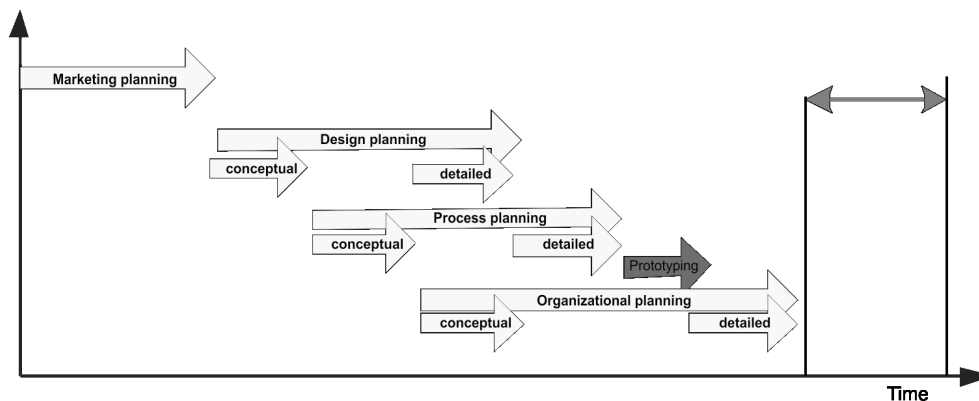 Marketing planning
Design planning
conceptual
detailed
Process planning
conceptual
detailed
Prototyping
Organizational planning
conceptual
detailed
Time